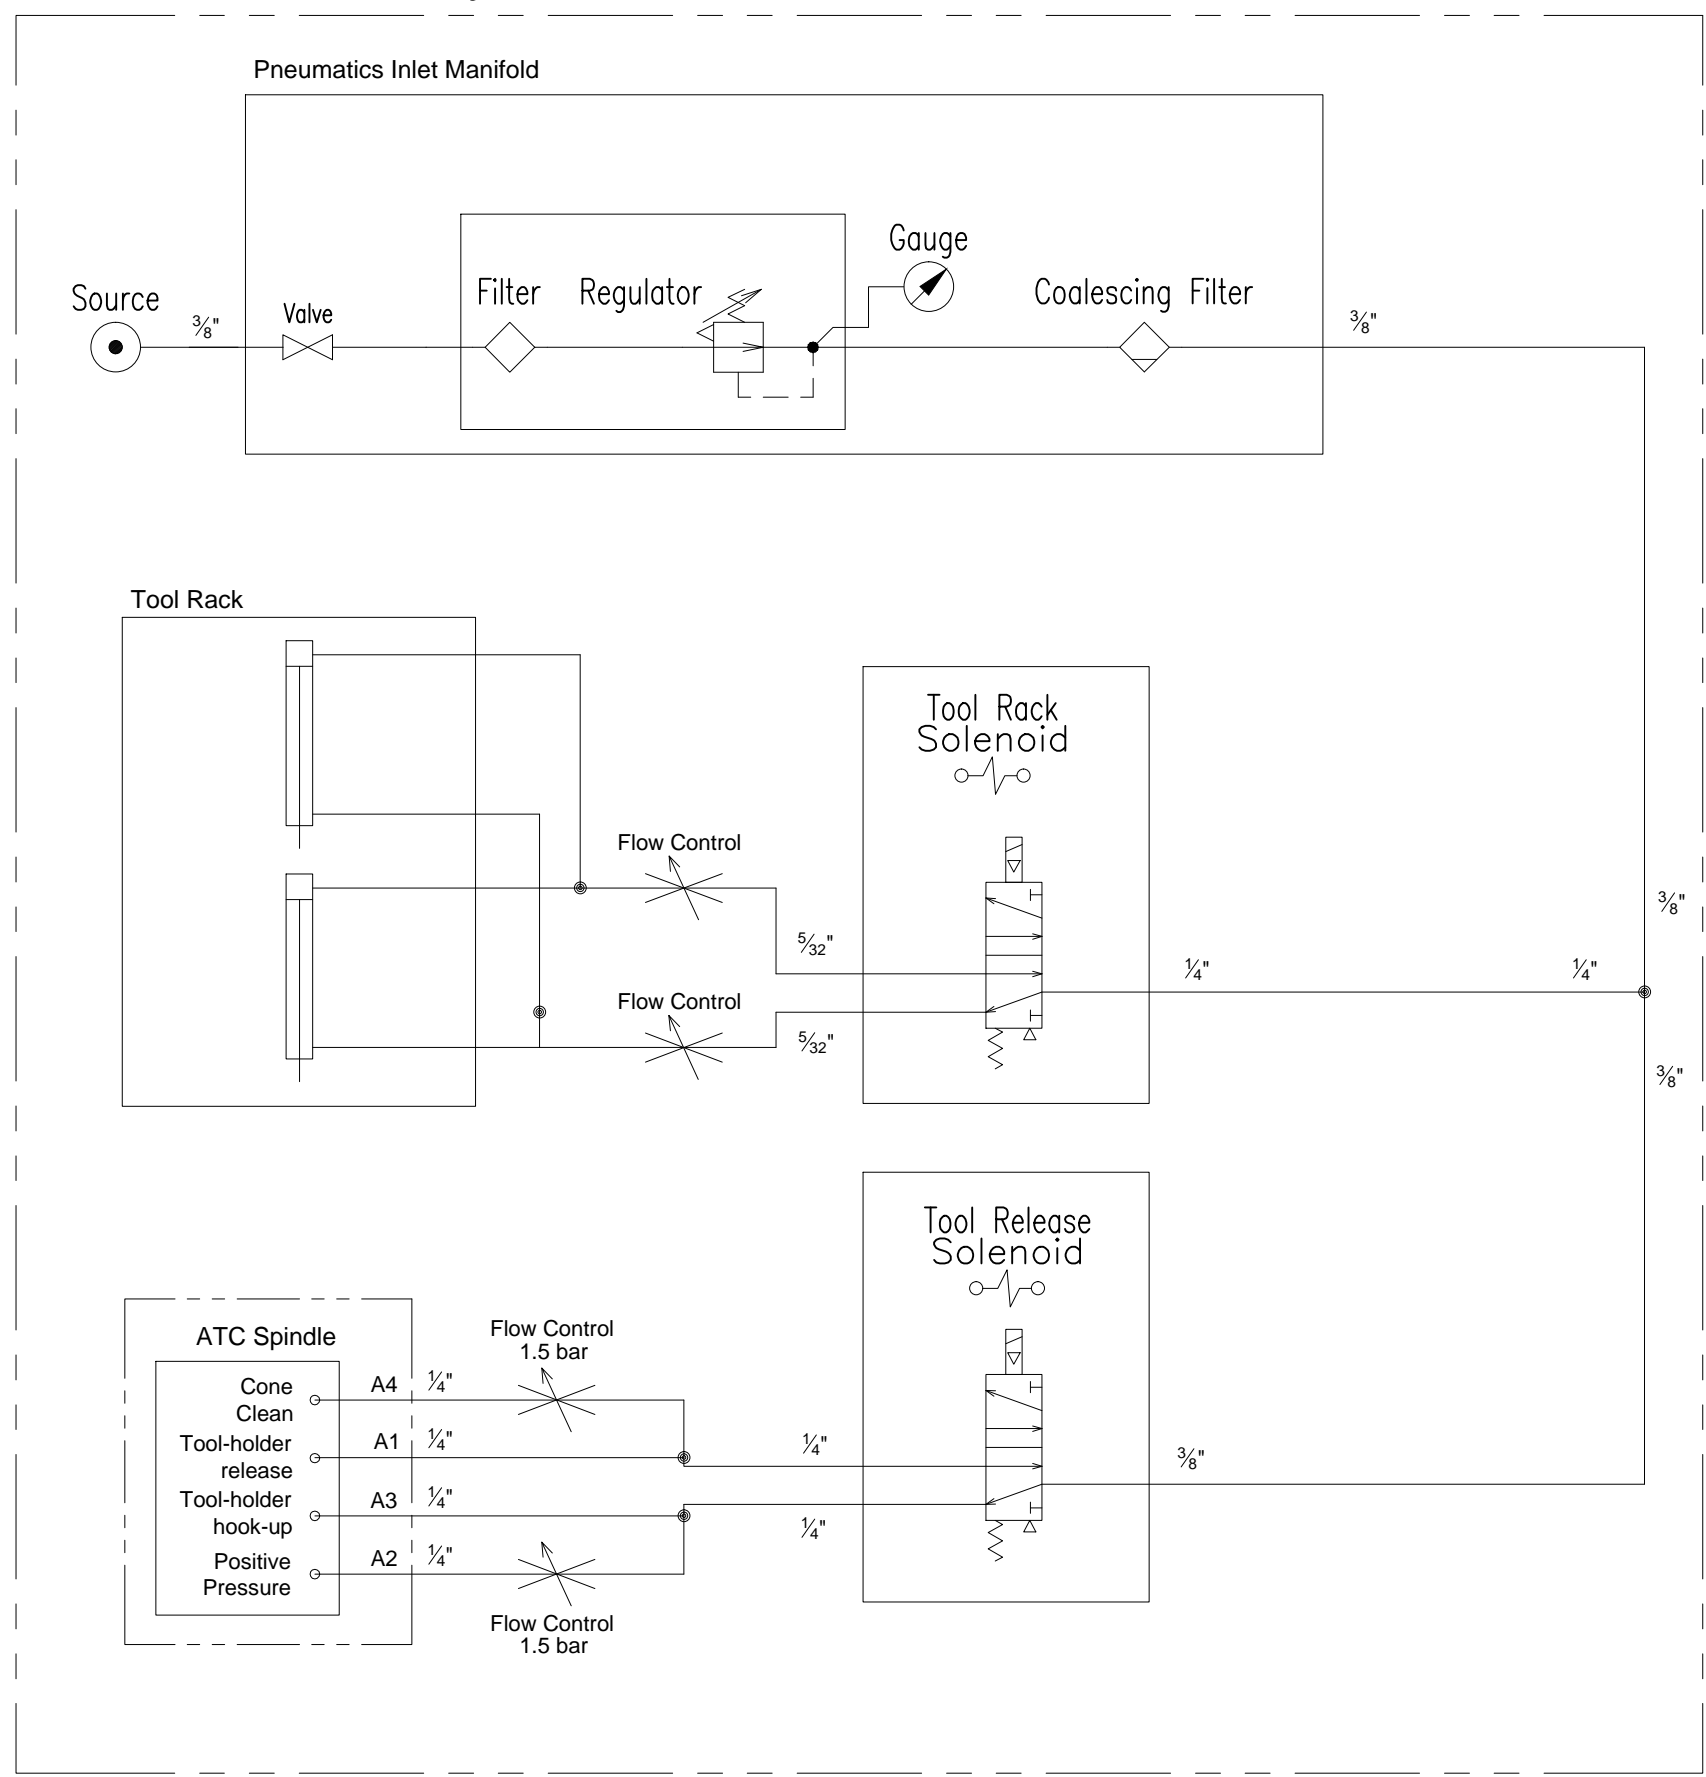 Pneumatics Inlet Manifold
Gauge
Source
Filter
Regulator
Coalescing Filter
Valve
3/8"
3/8"
Tool Rack
Tool Rack
Solenoid
Flow Control
3/8"
5/32"
1/4"
1/4"
Flow Control
5/32"
3/8"
Tool Release
Solenoid
ATC Spindle
Flow Control
1.5 bar
Cone
Clean
A4
1/4"
Tool-holder
release
A1
1/4"
1/4"
3/8"
Tool-holder
hook-up
A3
1/4"
1/4"
Positive
Pressure
A2
1/4"
Flow Control
1.5 bar